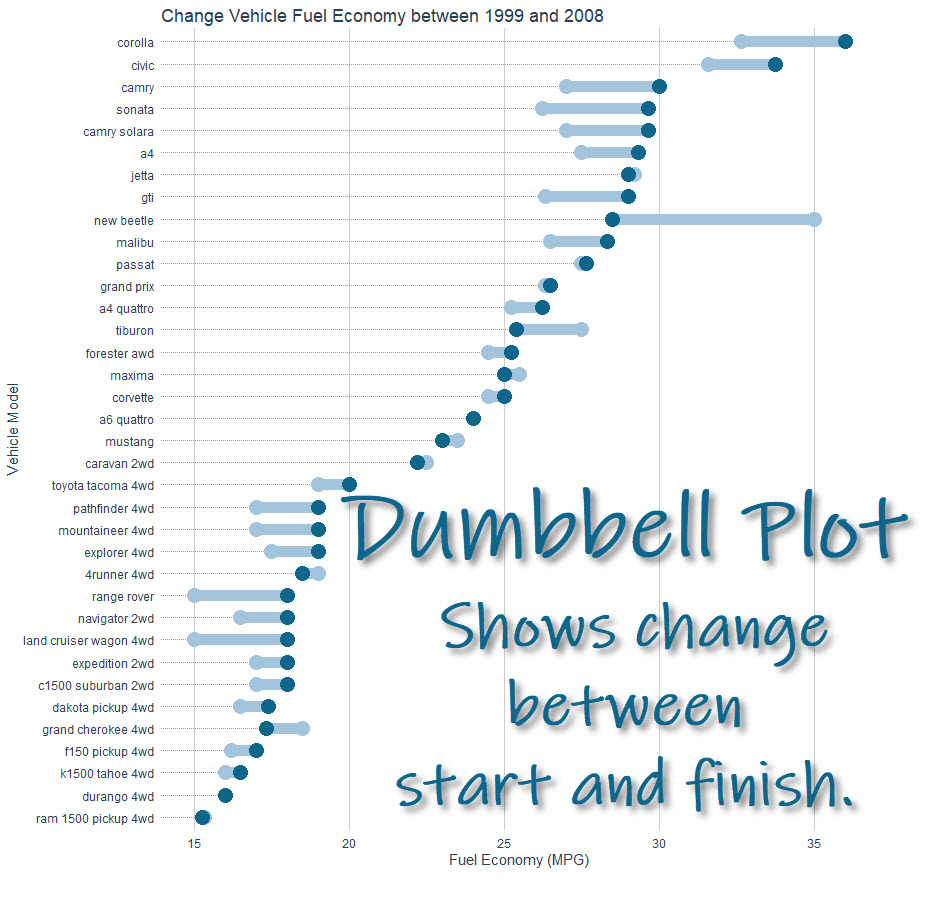 Change Vehicle Fuel Economy between 1999 and 2008
corolla
civic
camry
sonata
camry solara
a4
jetta
gti
new beetle
malibu
passat
grand prix
a4 quattro
tiburon
forester awd
maxima
corvette
a6 quattro
mustang
caravan 2wd
toyota tacoma 4wd
pathfinder 4wd
mountaineer 4wd
explorer 4wd
4runner 4wd
range rover
navigator 2wd
land cruiser wagon 4wd
expedition 2wd
c1500 suburban 2wd
dakota pickup 4wd
grand cherokee 4wd
f150 pickup 4wd
k1500 tahoe 4wd
durango 4wd
ram 1500 pickup 4wd
Vehicle Model
Dumbbell Plot
Shows change
between
start and finish.
15 20 25 30 35
Fuel Economy (MPG)